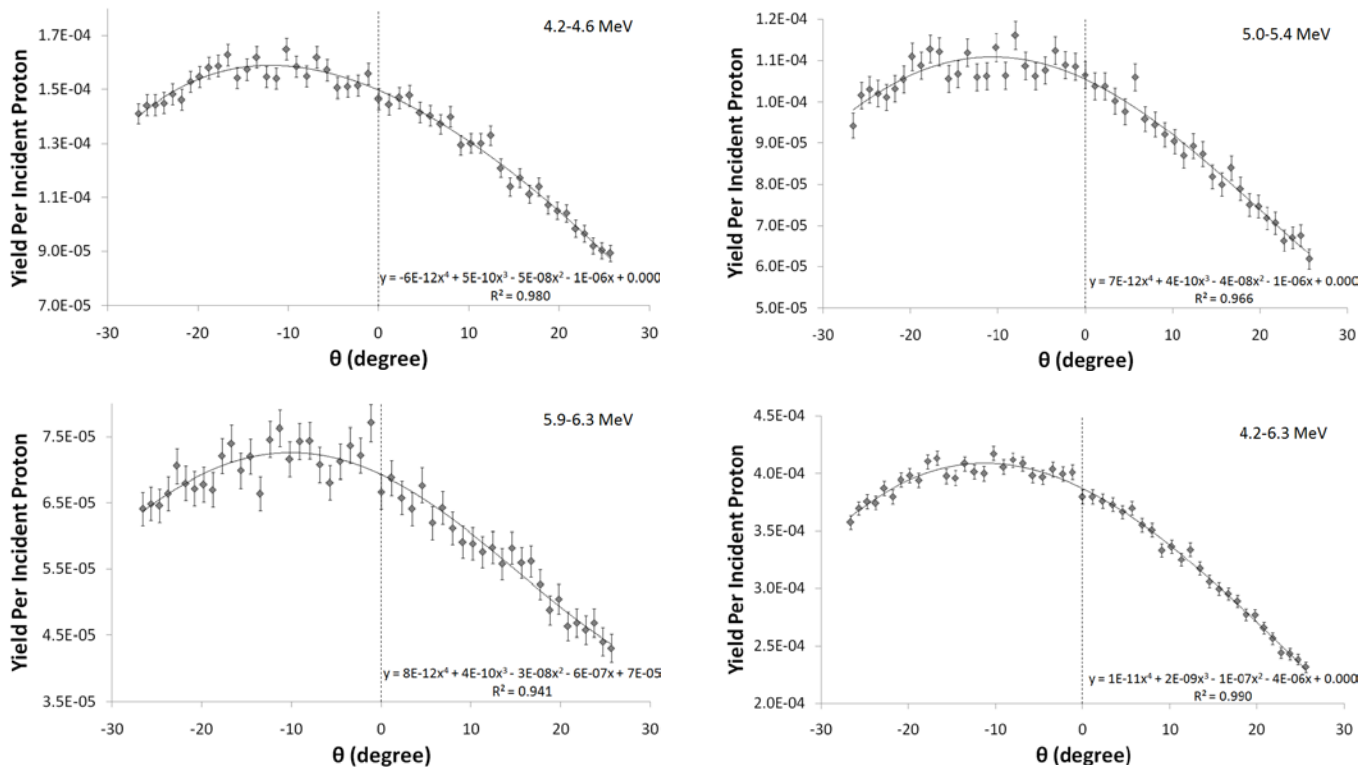 4.2-4.6 MeV
Yield Per Incident Proton
1.7E-04
1.5E-04
1.3E-04
1.1E-04
9.0E-05
7.0E-05
y = -6E-12x⁴ + 5E-10x³ - 5E-08x² - 1E-06x + 0.000
R² = 0.980
-30 -20 -10 0 10 20 30
θ (degree)
5.0-5.4 MeV
Yield Per Incident Proton
1.2E-04
1.1E-04
1.0E-04
9.0E-05
8.0E-05
7.0E-05
6.0E-05
5.0E-05
y = 7E-12x⁴ + 4E-10x³ - 4E-08x² - 1E-06x + 0.000
R² = 0.966
-30 -20 -10 0 10 20 30
θ (degree)
5.9-6.3 MeV
Yield Per Incident Proton
7.5E-05
6.5E-05
5.5E-05
4.5E-05
3.5E-05
y = 8E-12x⁴ + 4E-10x³ - 3E-08x² - 6E-07x + 7E-05
R² = 0.941
-30 -20 -10 0 10 20 30
θ (degree)
4.2-6.3 MeV
Yield Per Incident Proton
4.5E-04
4.0E-04
3.5E-04
3.0E-04
2.5E-04
2.0E-04
y = 1E-11x⁴ + 2E-09x³ - 1E-07x² - 4E-06x + 0.000
R² = 0.990
-30 -20 -10 0 10 20 30
θ (degree)